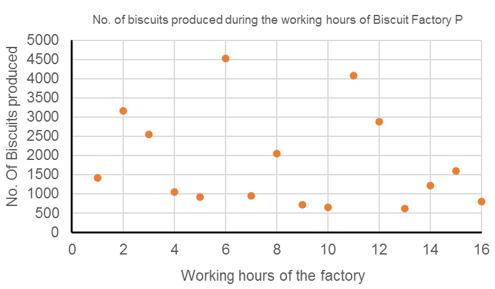 No. of biscuits produced during the working hours of Biscuit Factory P
No. Of Biscuits produced
5000
4500
4000
3500
3000
2500
2000
1500
1000
500
0
0 2 4 6 8 10 12 14 16
Working hours of the factory